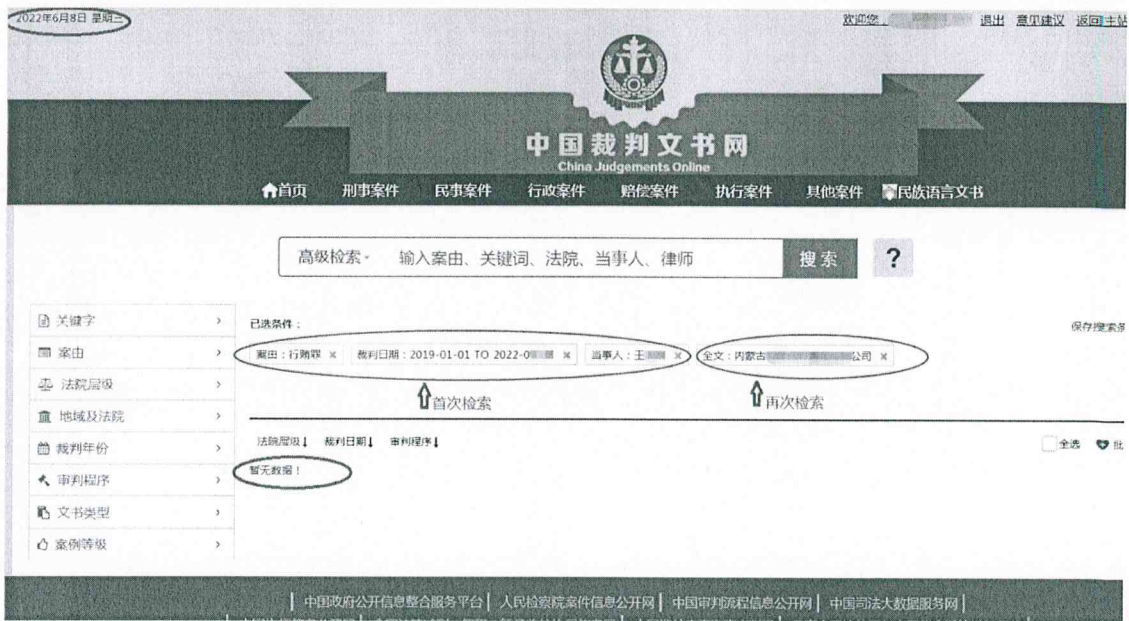 2022年6月8日 星期三
欢迎您， 退出 意见建议 返回主站
中国裁判文书网
China Judgements Online
首页 刑事案件 民事案件 行政案件 赔偿案件 执行案件 其他案件 民族语言文书
高级检索 输入案由、关键词、法院、当事人、律师 搜索 ?
关键字
案由
法院层级
地域及法院
裁判年份
审判程序
文书类型
案例等级
已选条件：
保存搜索条
案由：行贿罪 × 裁判日期：2019-01-01 TO 2022-0 × 当事人：王 × 全文：内蒙古 公司 ×
首次检索 再次检索
法院层级 裁判日期 审判程序
全选 批
暂无数据！
中国政府公开信息整合服务平台 | 人民检察院案件信息公开网 | 中国审判流程信息公开网 | 中国司法大数据服务网 |